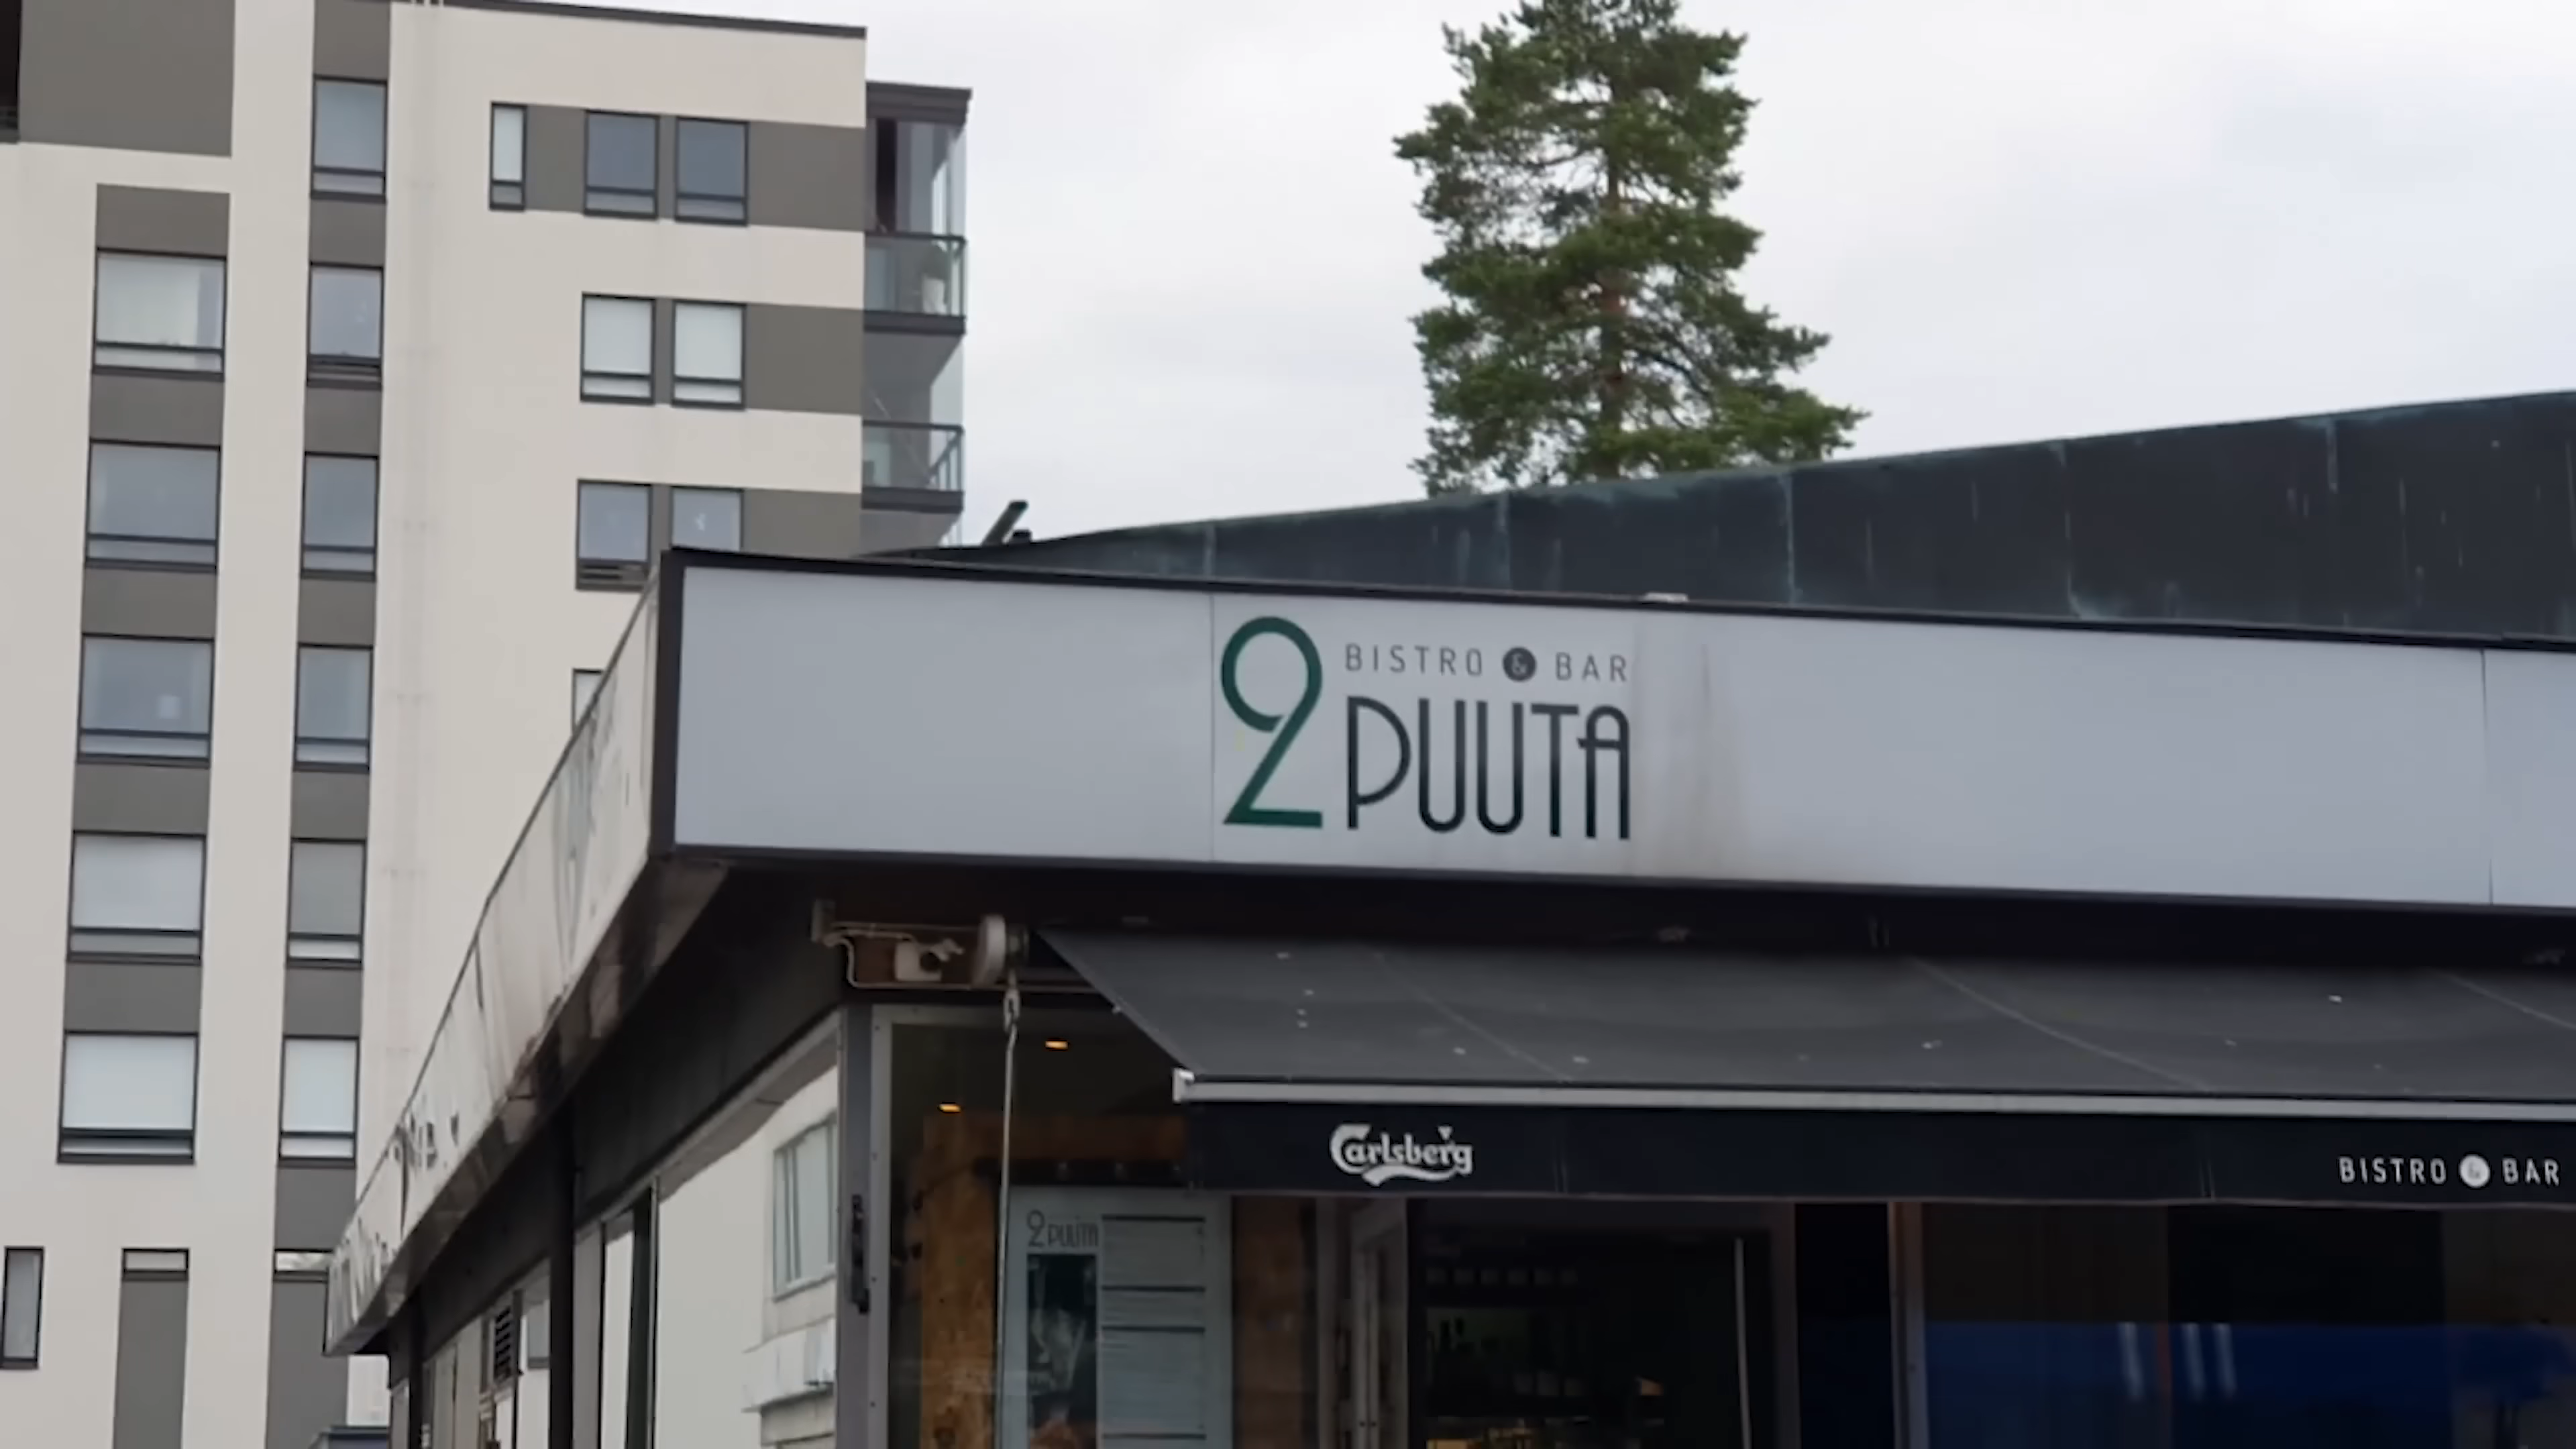 2 BISTRO & BAR
PUUTA
Carlsberg
BISTRO & BAR
2 PUUTA